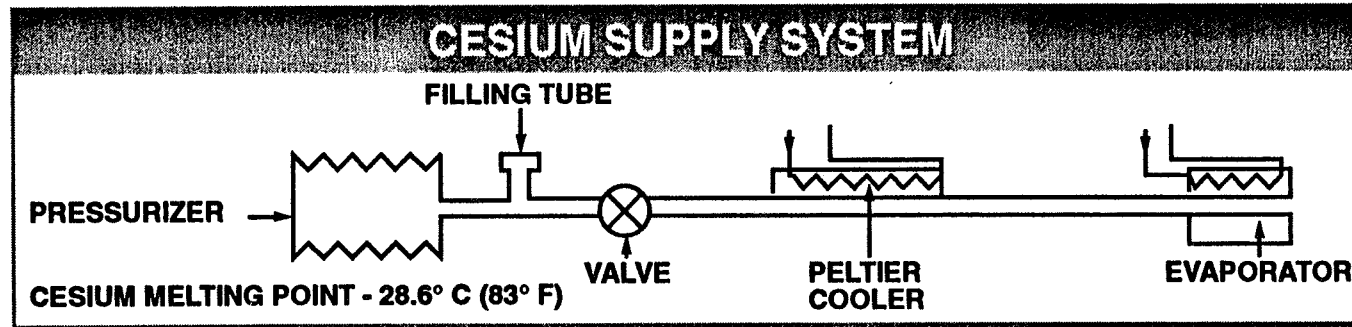 CESIUM SUPPLY SYSTEM
FILLING TUBE
PRESSURIZER
VALVE
PELTIER
COOLER
EVAPORATOR
CESIUM MELTING POINT - 28.6° C (83° F)